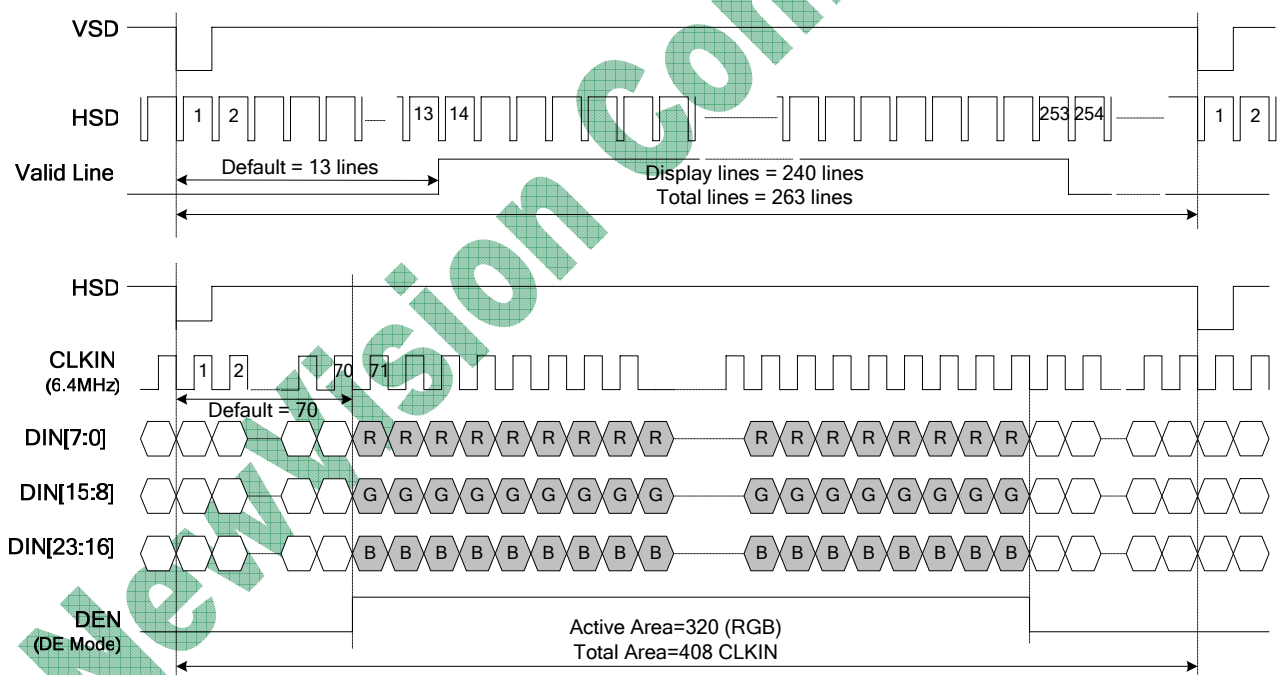 VSD
HSD 1 2 13 14 253 254 1 2
Valid Line
Default = 13 lines
Display lines = 240 lines
Total lines = 263 lines
HSD
CLKIN
(6.4MHz)
1 2 70 71
Default = 70
DIN[7:0] R R R R R R R R R R R R R R R R R
DIN[15:8] G G G G G G G G G G G G G G G G G
DIN[23:16] B B B B B B B B B B B B B B B B B
DEN
(DE Mode)
Active Area=320 (RGB)
Total Area=408 CLKIN
NewVision Com